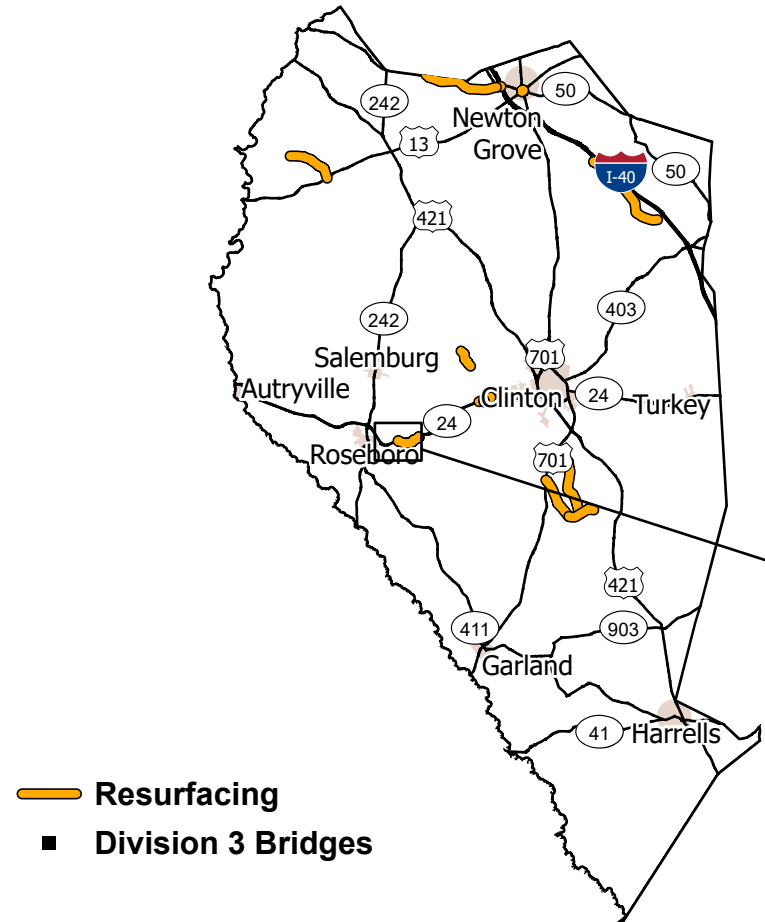 242
50
Newton
Grove
13
50
I-40
421
403
242
701
Salemburg
Autryville
Clinton
24
Turkey
24
Roseboro
701
421
411
903
Garland
41
Harrells
Resurfacing
Division 3 Bridges